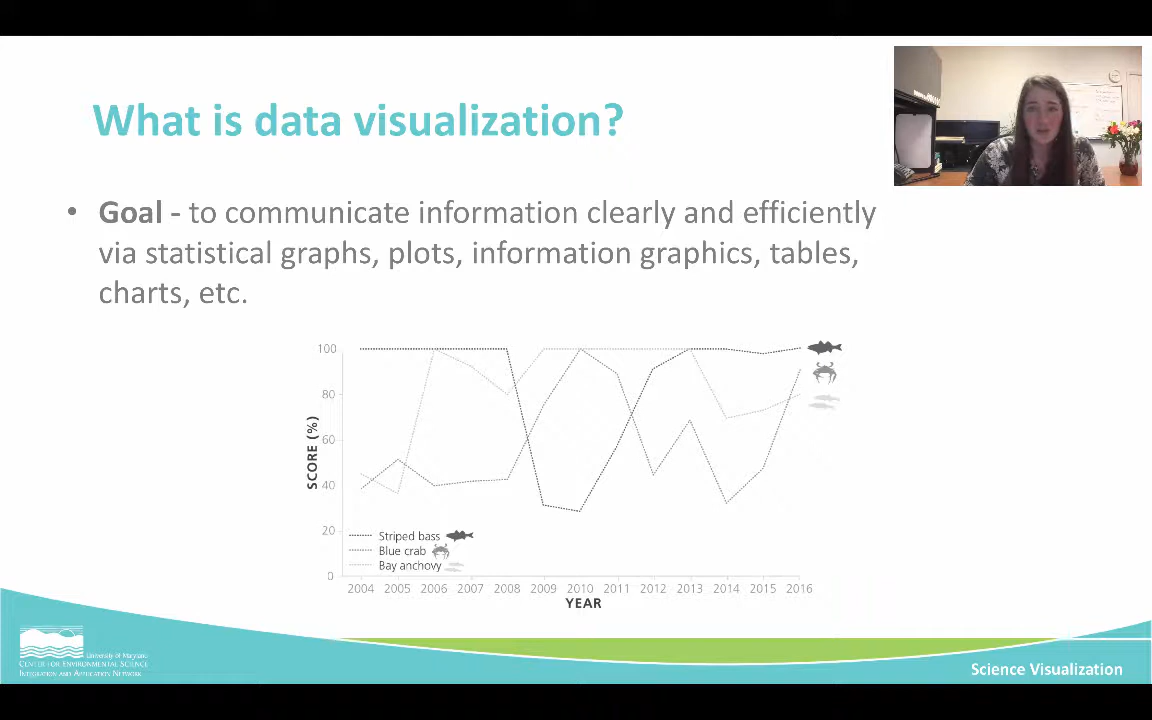 What is data visualization?
• Goal - to communicate information clearly and efficiently
via statistical graphs, plots, information graphics, tables,
charts, etc.
100
80
60
40
20
0
SCORE (%)
Striped bass
Blue crab
Bay anchovy
2004 2005 2006 2007 2008 2009 2010 2011 2012 2013 2014 2015 2016
YEAR
University of Maryland
CENTER FOR ENVIRONMENTAL SCIENCE
INTEGRATION AND APPLICATION NETWORK
Science Visualization